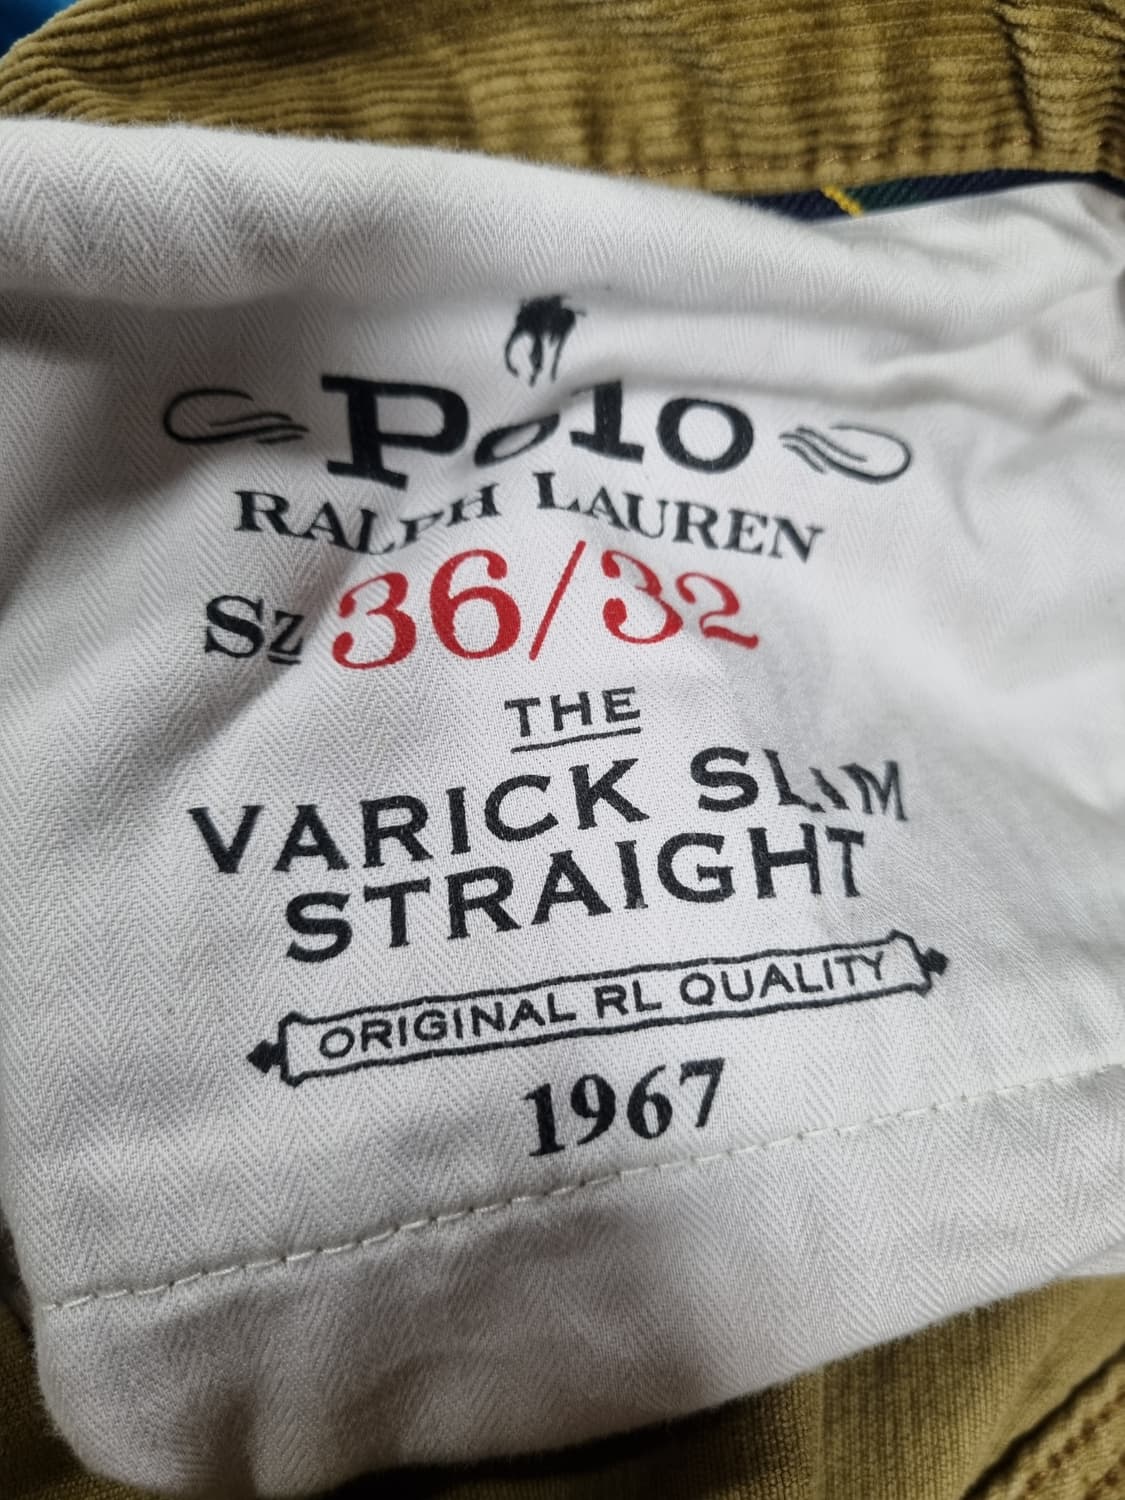 Polo
RALPH LAUREN
Sz 36/32
THE
VARICK SLIM
STRAIGHT
ORIGINAL RL QUALITY
1967